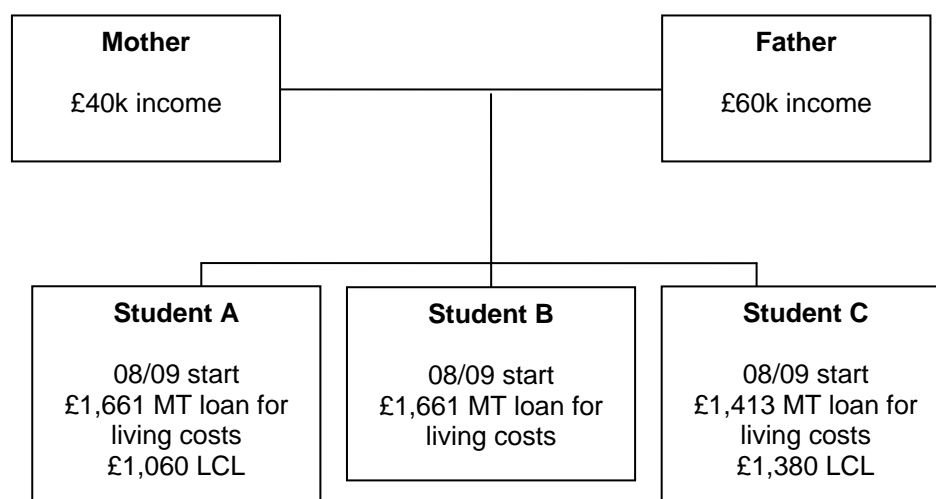 Mother
£40k income
Father
£60k income
Student A
08/09 start
£1,661 MT loan for
living costs
£1,060 LCL
Student B
08/09 start
£1,661 MT loan for
living costs
Student C
08/09 start
£1,413 MT loan for
living costs
£1,380 LCL